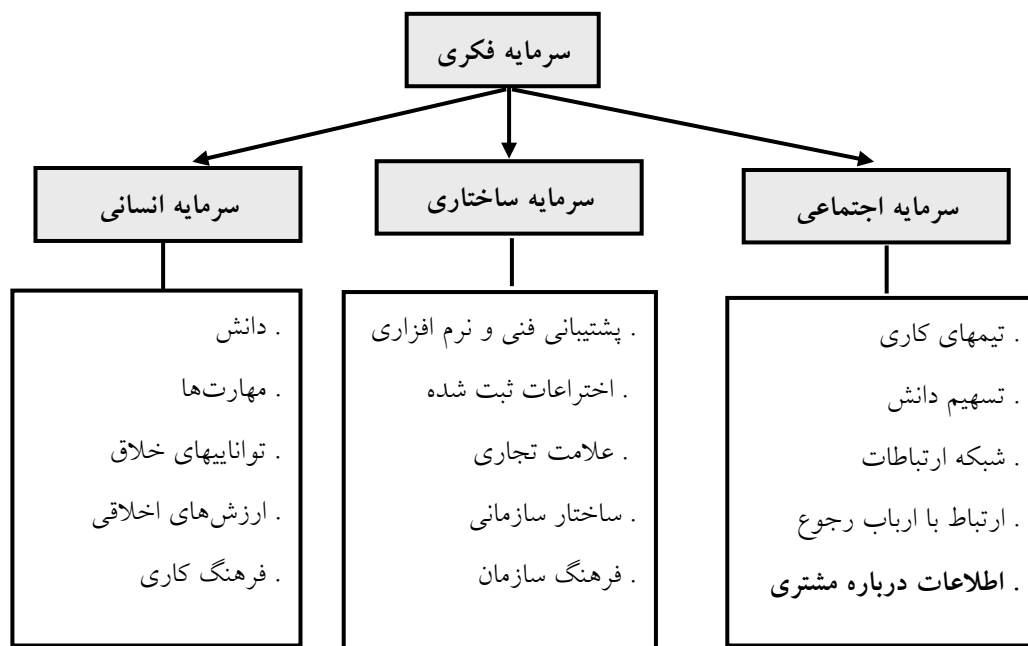 سرمایه فکری
سرمایه اجتماعی
سرمایه ساختاری
سرمایه انسانی
. تیمهای کاری
. تسهیم دانش
. شبکه ارتباطات
. ارتباط با ارباب رجوع
. اطلاعات درباره مشتری
. پشتیبانی فنی و نرم افزاری
. اختراعات ثبت شده
. علامت تجاری
. ساختار سازمانی
. فرهنگ سازمان
. دانش
. مهارت‌ها
. تواناییهای خلاق
. ارزش‌های اخلاقی
. فرهنگ کاری